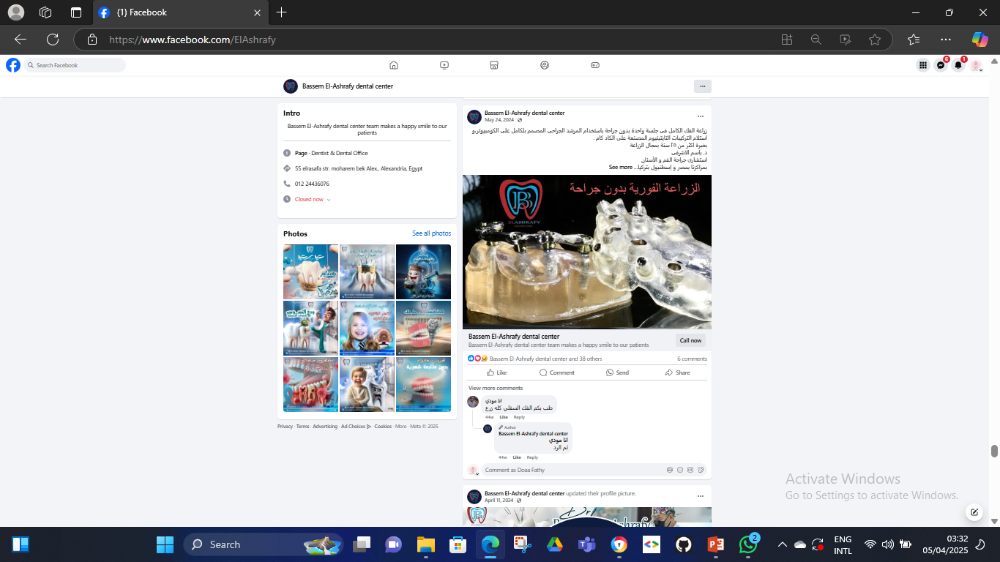 (1) Facebook
https://www.facebook.com/ElAshrafy
Search Facebook
6
1
Bassem El-Ashrafy dental center
Intro
Bassem El-Ashrafy dental center team makes a happy smile to our
patients
Page · Dentist & Dental Office
55 elrasafa str. moharem bek Alex., Alexandria, Egypt
012 24436076
Closed now
Photos
See all photos
Privacy · Terms · Advertising · Ad Choices · Cookies · More · Meta © 2025
Bassem El-Ashrafy dental center
May 24, 2024
زراعة الفك الكامل في جلسة واحدة بدون جراحة باستخدام المرشد الجراحي المصمم بلكامل على الكومبيوتر.و
استلام التركيبات التايتينيوم المصنعة على الكاد كام .
بخبرة اكثر من ٢٥ سنة بمجال الزراعة
د. باسم الاشرفي
استشاري جراحة الفم و الأسنان
بمراكزنا بمصر و إسطنبول بتركيا... See more
الزراعة الفورية بدون جراحة
ELASHRAFY
Bassem El-Ashrafy dental center
Bassem El-Ashrafy dental center team makes a happy smile to our patients
Call now
Bassem El-Ashrafy dental center and 38 others
6 comments
Like
Comment
Send
Share
View more comments
انا مودي
طب بكم الفك السفلي كله زرع
44w Like Reply
Author
Bassem El-Ashrafy dental center
انا مودي
تم الرد
44w Like Reply
Comment as Doaa Fathy
Bassem El-Ashrafy dental center updated their profile picture.
April 11, 2024
Activate Windows
Go to Settings to activate Windows.
Search
2
ENG
INTL
03:32
05/04/2025